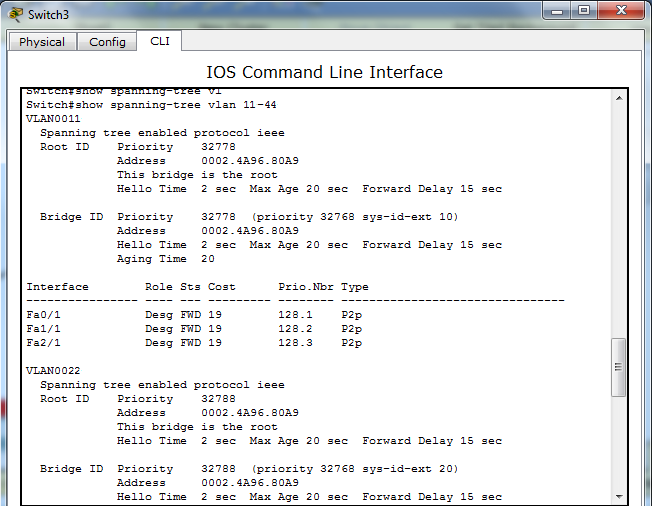 Switch3
Physical Config CLI
IOS Command Line Interface
Switch#show spanning-tree vl
Switch#show spanning-tree vlan 11-44
VLAN0011
  Spanning tree enabled protocol ieee
  Root ID    Priority    32778
             Address     0002.4A96.80A9
             This bridge is the root
             Hello Time  2 sec  Max Age 20 sec  Forward Delay 15 sec

  Bridge ID  Priority    32778  (priority 32768 sys-id-ext 10)
             Address     0002.4A96.80A9
             Hello Time  2 sec  Max Age 20 sec  Forward Delay 15 sec
             Aging Time  20

Interface        Role Sts Cost      Prio.Nbr Type
---------------- ---- --- --------- -------- --------------------------------
Fa0/1            Desg FWD 19        128.1    P2p
Fa1/1            Desg FWD 19        128.2    P2p
Fa2/1            Desg FWD 19        128.3    P2p

VLAN0022
  Spanning tree enabled protocol ieee
  Root ID    Priority    32788
             Address     0002.4A96.80A9
             This bridge is the root
             Hello Time  2 sec  Max Age 20 sec  Forward Delay 15 sec

  Bridge ID  Priority    32788  (priority 32768 sys-id-ext 20)
             Address     0002.4A96.80A9
             Hello Time  2 sec  Max Age 20 sec  Forward Delay 15 sec